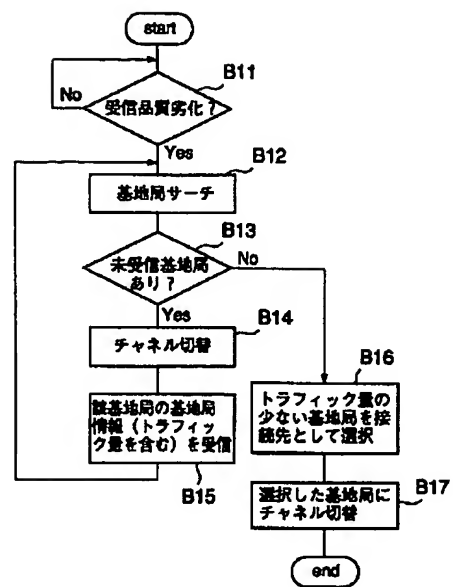 start
B11
No
受信品質劣化？
Yes
B12
基地局サーチ
B13
未受信基地局
あり？
No
Yes
B14
チャネル切替
B16
トラフィック量の
少ない基地局を接
続先として選択
該基地局の基地局
情報（トラフィッ
ク量を含む）を受信
B15
B17
選択した基地局に
チャネル切替
end